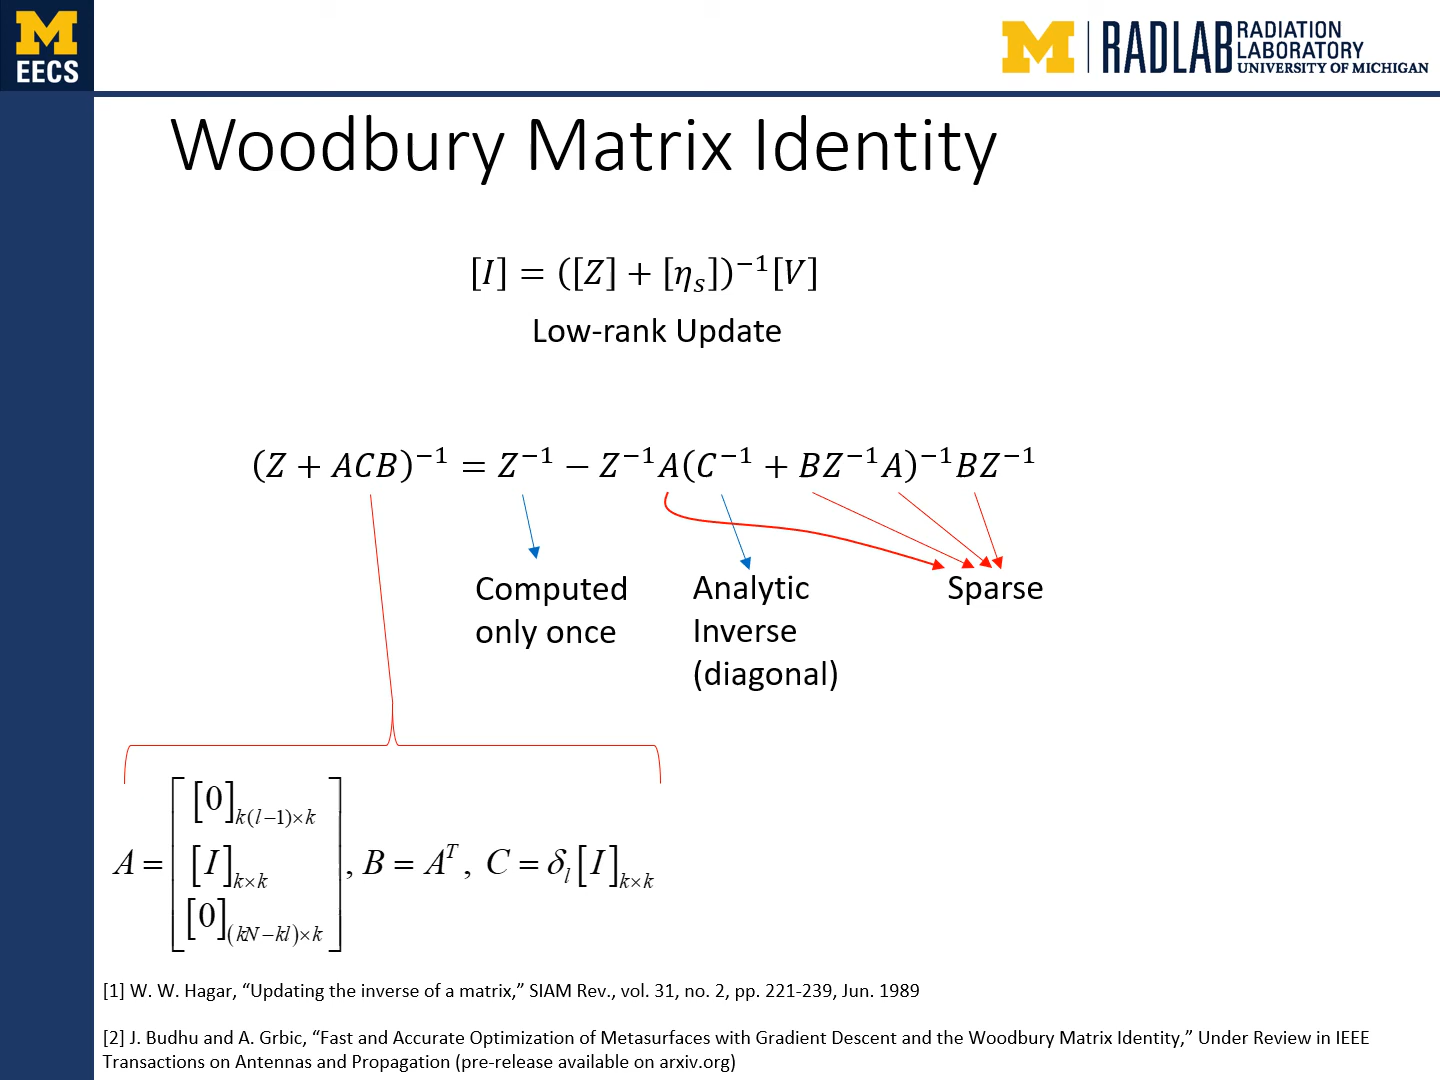 M
EECS
M | RADLAB RADIATION
LABORATORY
UNIVERSITY OF MICHIGAN
Woodbury Matrix Identity
[I] = ([Z] + [η_s])^{−1}[V]
Low-rank Update
(Z + ACB)^{−1} = Z^{−1} − Z^{−1}A(C^{−1} + BZ^{−1}A)^{−1}BZ^{−1}
Computed
only once
Analytic
Inverse
(diagonal)
Sparse
A = [ [0]_{k(l−1)×k}
[I]_{k×k}
[0]_{(kN−kl)×k} ], B = A^T, C = δ_l [I]_{k×k}
[1] W. W. Hagar, “Updating the inverse of a matrix,” SIAM Rev., vol. 31, no. 2, pp. 221-239, Jun. 1989
[2] J. Budhu and A. Grbic, “Fast and Accurate Optimization of Metasurfaces with Gradient Descent and the Woodbury Matrix Identity,” Under Review in IEEE
Transactions on Antennas and Propagation (pre-release available on arxiv.org)